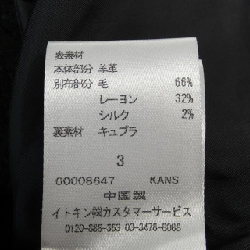 表素材
本体部分 羊革
別布部分 毛 66%
レーヨン 32%
シルク 2%
裏素材 キュプラ
3
00008647 KANS
中国製
イトキン㈱カスタマーサービス
0120-585-353 03-3478-8088